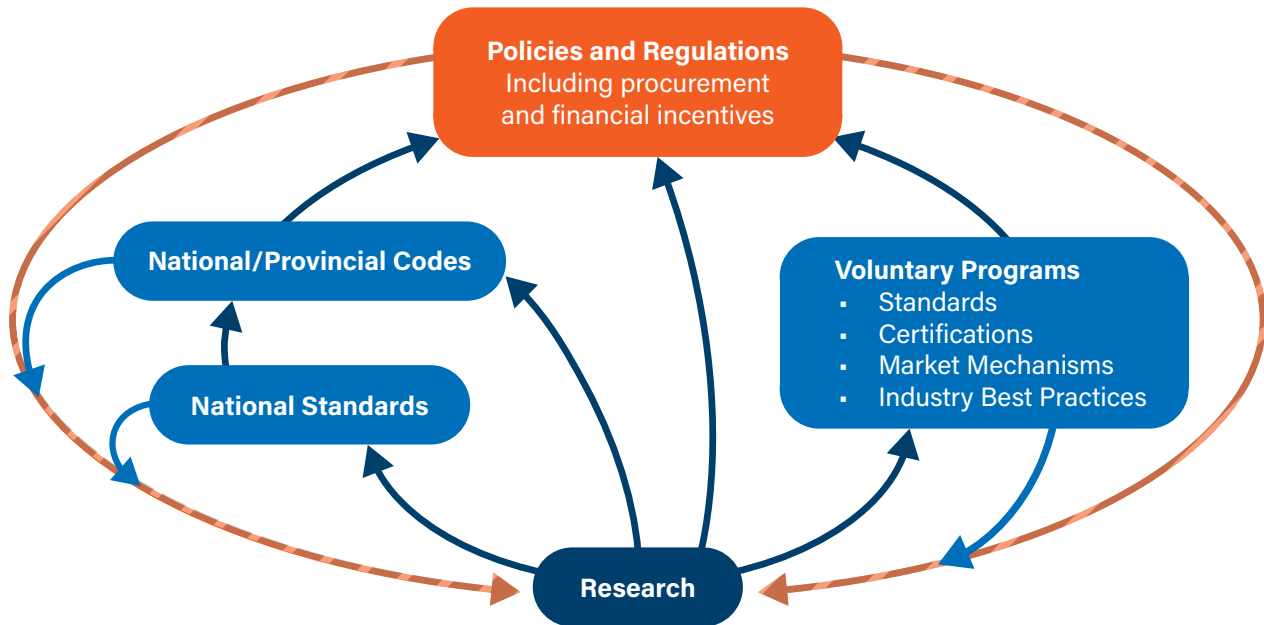 Policies and Regulations
Including procurement
and financial incentives
National/Provincial Codes
National Standards
Voluntary Programs
▪ Standards
▪ Certifications
▪ Market Mechanisms
▪ Industry Best Practices
Research